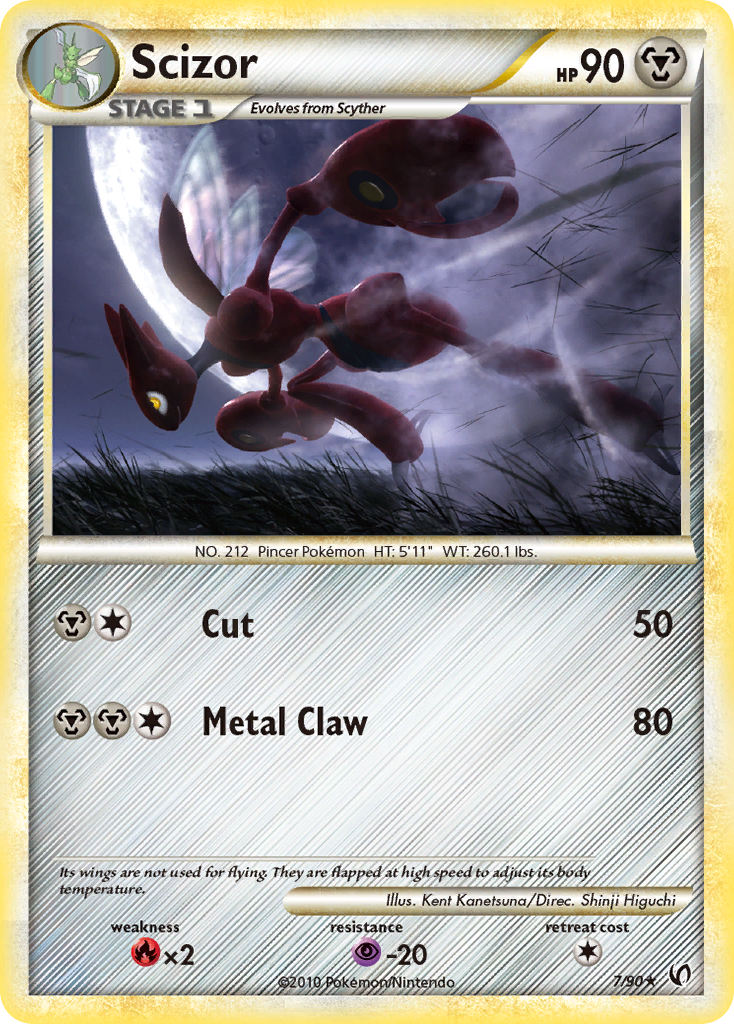 Scizor
HP 90
STAGE 1
Evolves from Scyther
NO. 212 Pincer Pokémon HT: 5'11" WT: 260.1 lbs.
Cut 50
Metal Claw 80
Its wings are not used for flying. They are flapped at high speed to adjust its body
temperature.
Illus. Kent Kanetsuna/Direc. Shinji Higuchi
weakness resistance retreat cost
×2 -20
©2010 Pokémon/Nintendo 7/90★